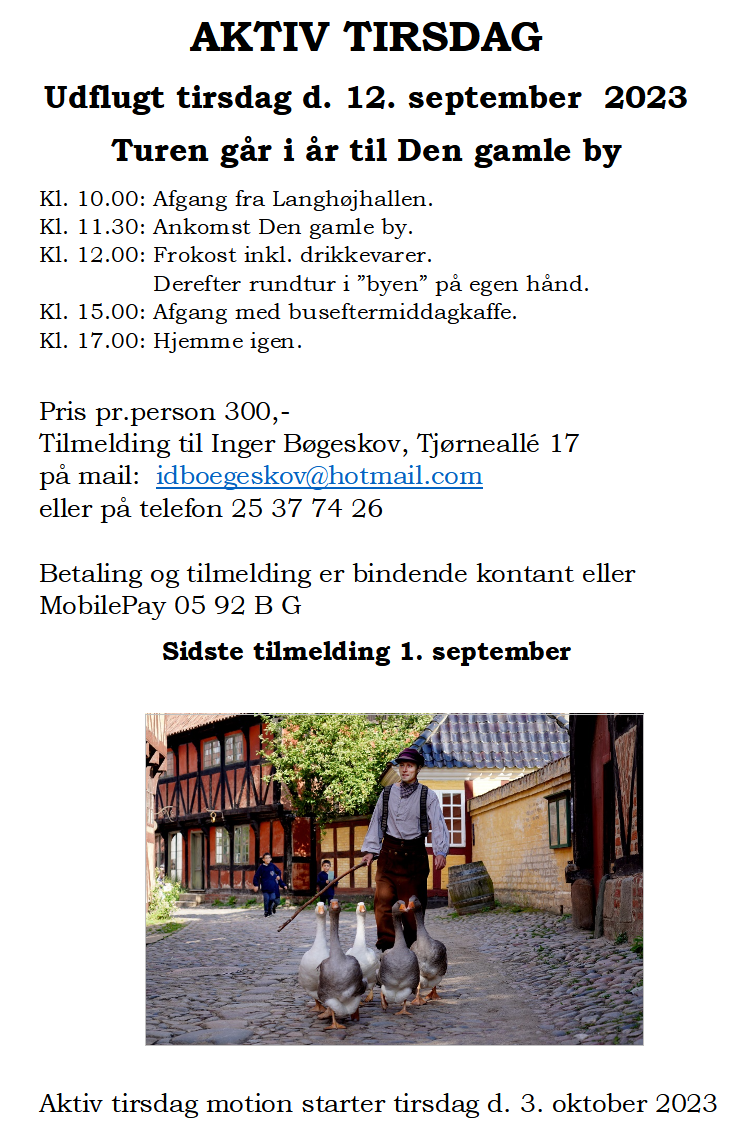 AKTIV TIRSDAG
Udflugt tirsdag d. 12. september 2023
Turen går i år til Den gamle by
Kl. 10.00: Afgang fra Langhøjhallen.
Kl. 11.30: Ankomst Den gamle by.
Kl. 12.00: Frokost inkl. drikkevarer.
Derefter rundtur i ”byen” på egen hånd.
Kl. 15.00: Afgang med buseftermiddagkaffe.
Kl. 17.00: Hjemme igen.
Pris pr.person 300,-
Tilmelding til Inger Bøgeskov, Tjørneallé 17
på mail: idboegeskov@hotmail.com
eller på telefon 25 37 74 26
Betaling og tilmelding er bindende kontant eller
MobilePay 05 92 B G
Sidste tilmelding 1. september
Aktiv tirsdag motion starter tirsdag d. 3. oktober 2023